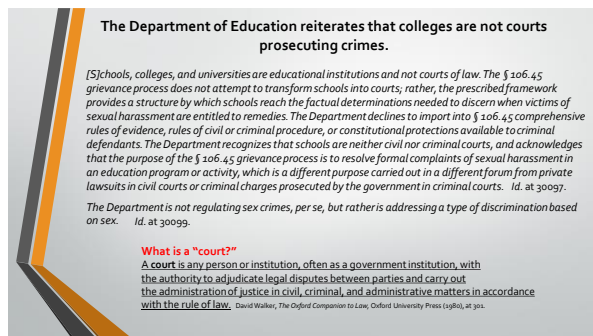 The Department of Education reiterates that colleges are not courts
prosecuting crimes.
[S]chools, colleges, and universities are educational institutions and not courts of law. The § 106.45
grievance process does not attempt to transform schools into courts; rather, the prescribed framework
provides a structure by which schools reach the factual determinations needed to discern when victims of
sexual harassment are entitled to remedies. The Department declines to import into § 106.45 comprehensive
rules of evidence, rules of civil or criminal procedure, or constitutional protections available to criminal
defendants. The Department recognizes that schools are neither civil nor criminal courts, and acknowledges
that the purpose of the § 106.45 grievance process is to resolve formal complaints of sexual harassment in
an education program or activity, which is a different purpose carried out in a different forum from private
lawsuits in civil courts or criminal charges prosecuted by the government in criminal courts. Id. at 30097.
The Department is not regulating sex crimes, per se, but rather is addressing a type of discrimination based
on sex. Id. at 30099.
What is a "court?"
A court is any person or institution, often as a government institution, with
the authority to adjudicate legal disputes between parties and carry out
the administration of justice in civil, criminal, and administrative matters in accordance
with the rule of law. David Walker, The Oxford Companion to Law, Oxford University Press (1980), at 301.